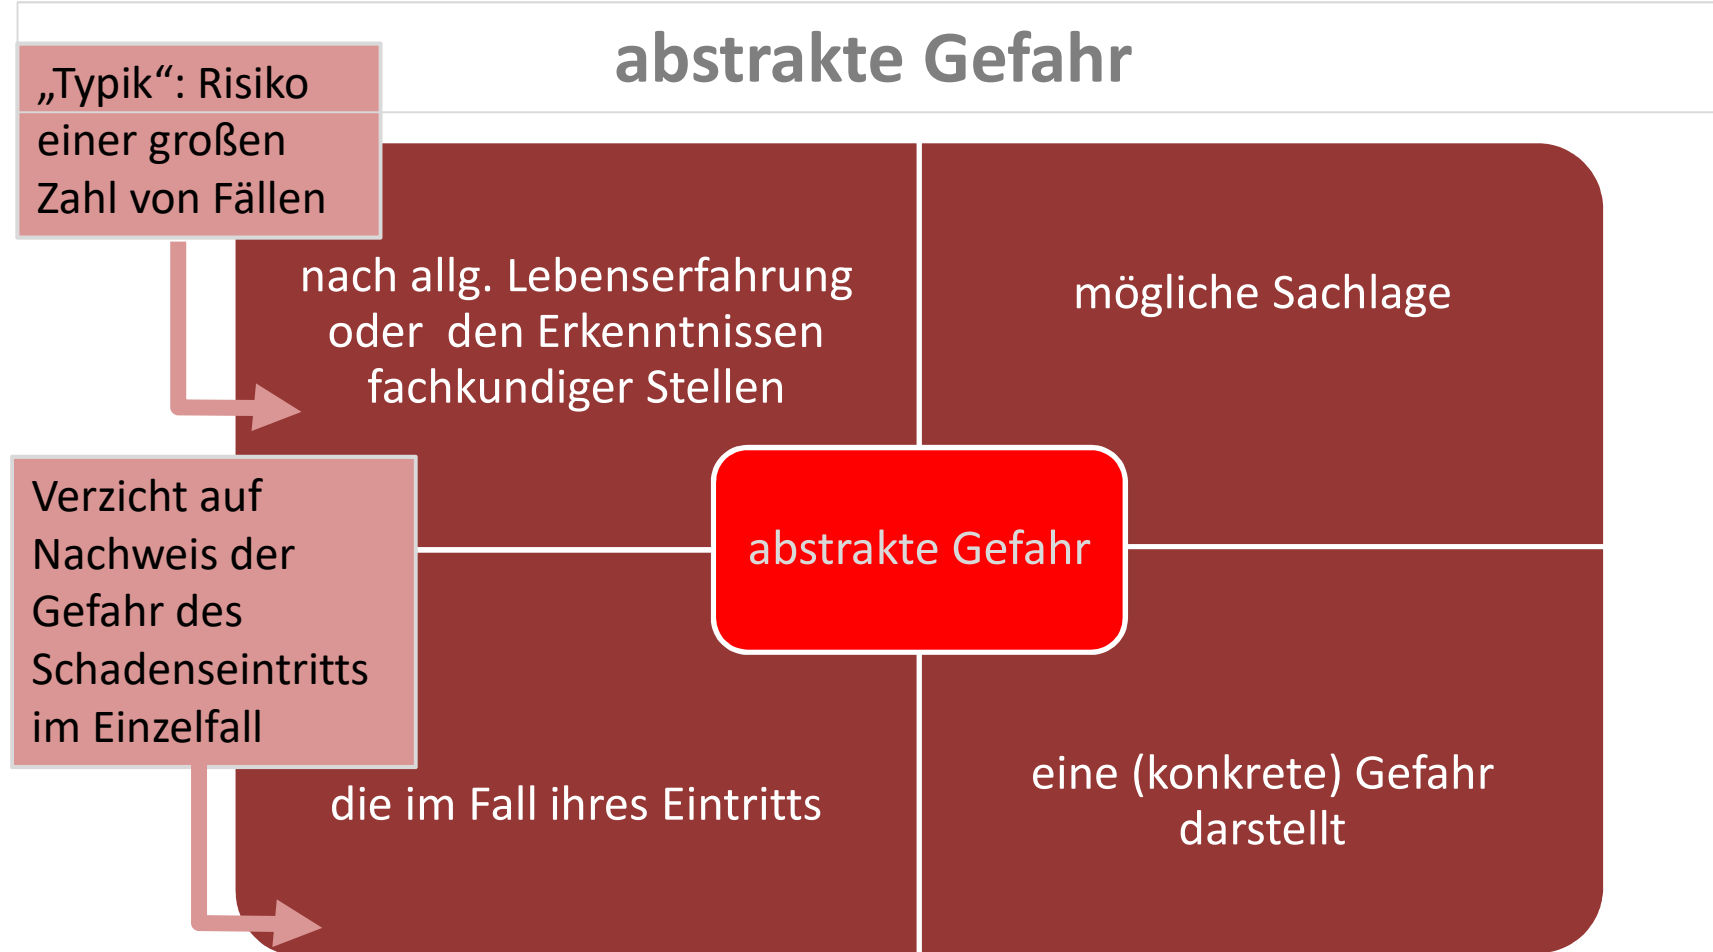 abstrakte Gefahr
„Typik“: Risiko
einer großen
Zahl von Fällen
nach allg. Lebenserfahrung
oder  den Erkenntnissen
fachkundiger Stellen
mögliche Sachlage
abstrakte Gefahr
Verzicht auf
Nachweis der
Gefahr des
Schadenseintritts
im Einzelfall
die im Fall ihres Eintritts
eine (konkrete) Gefahr
darstellt